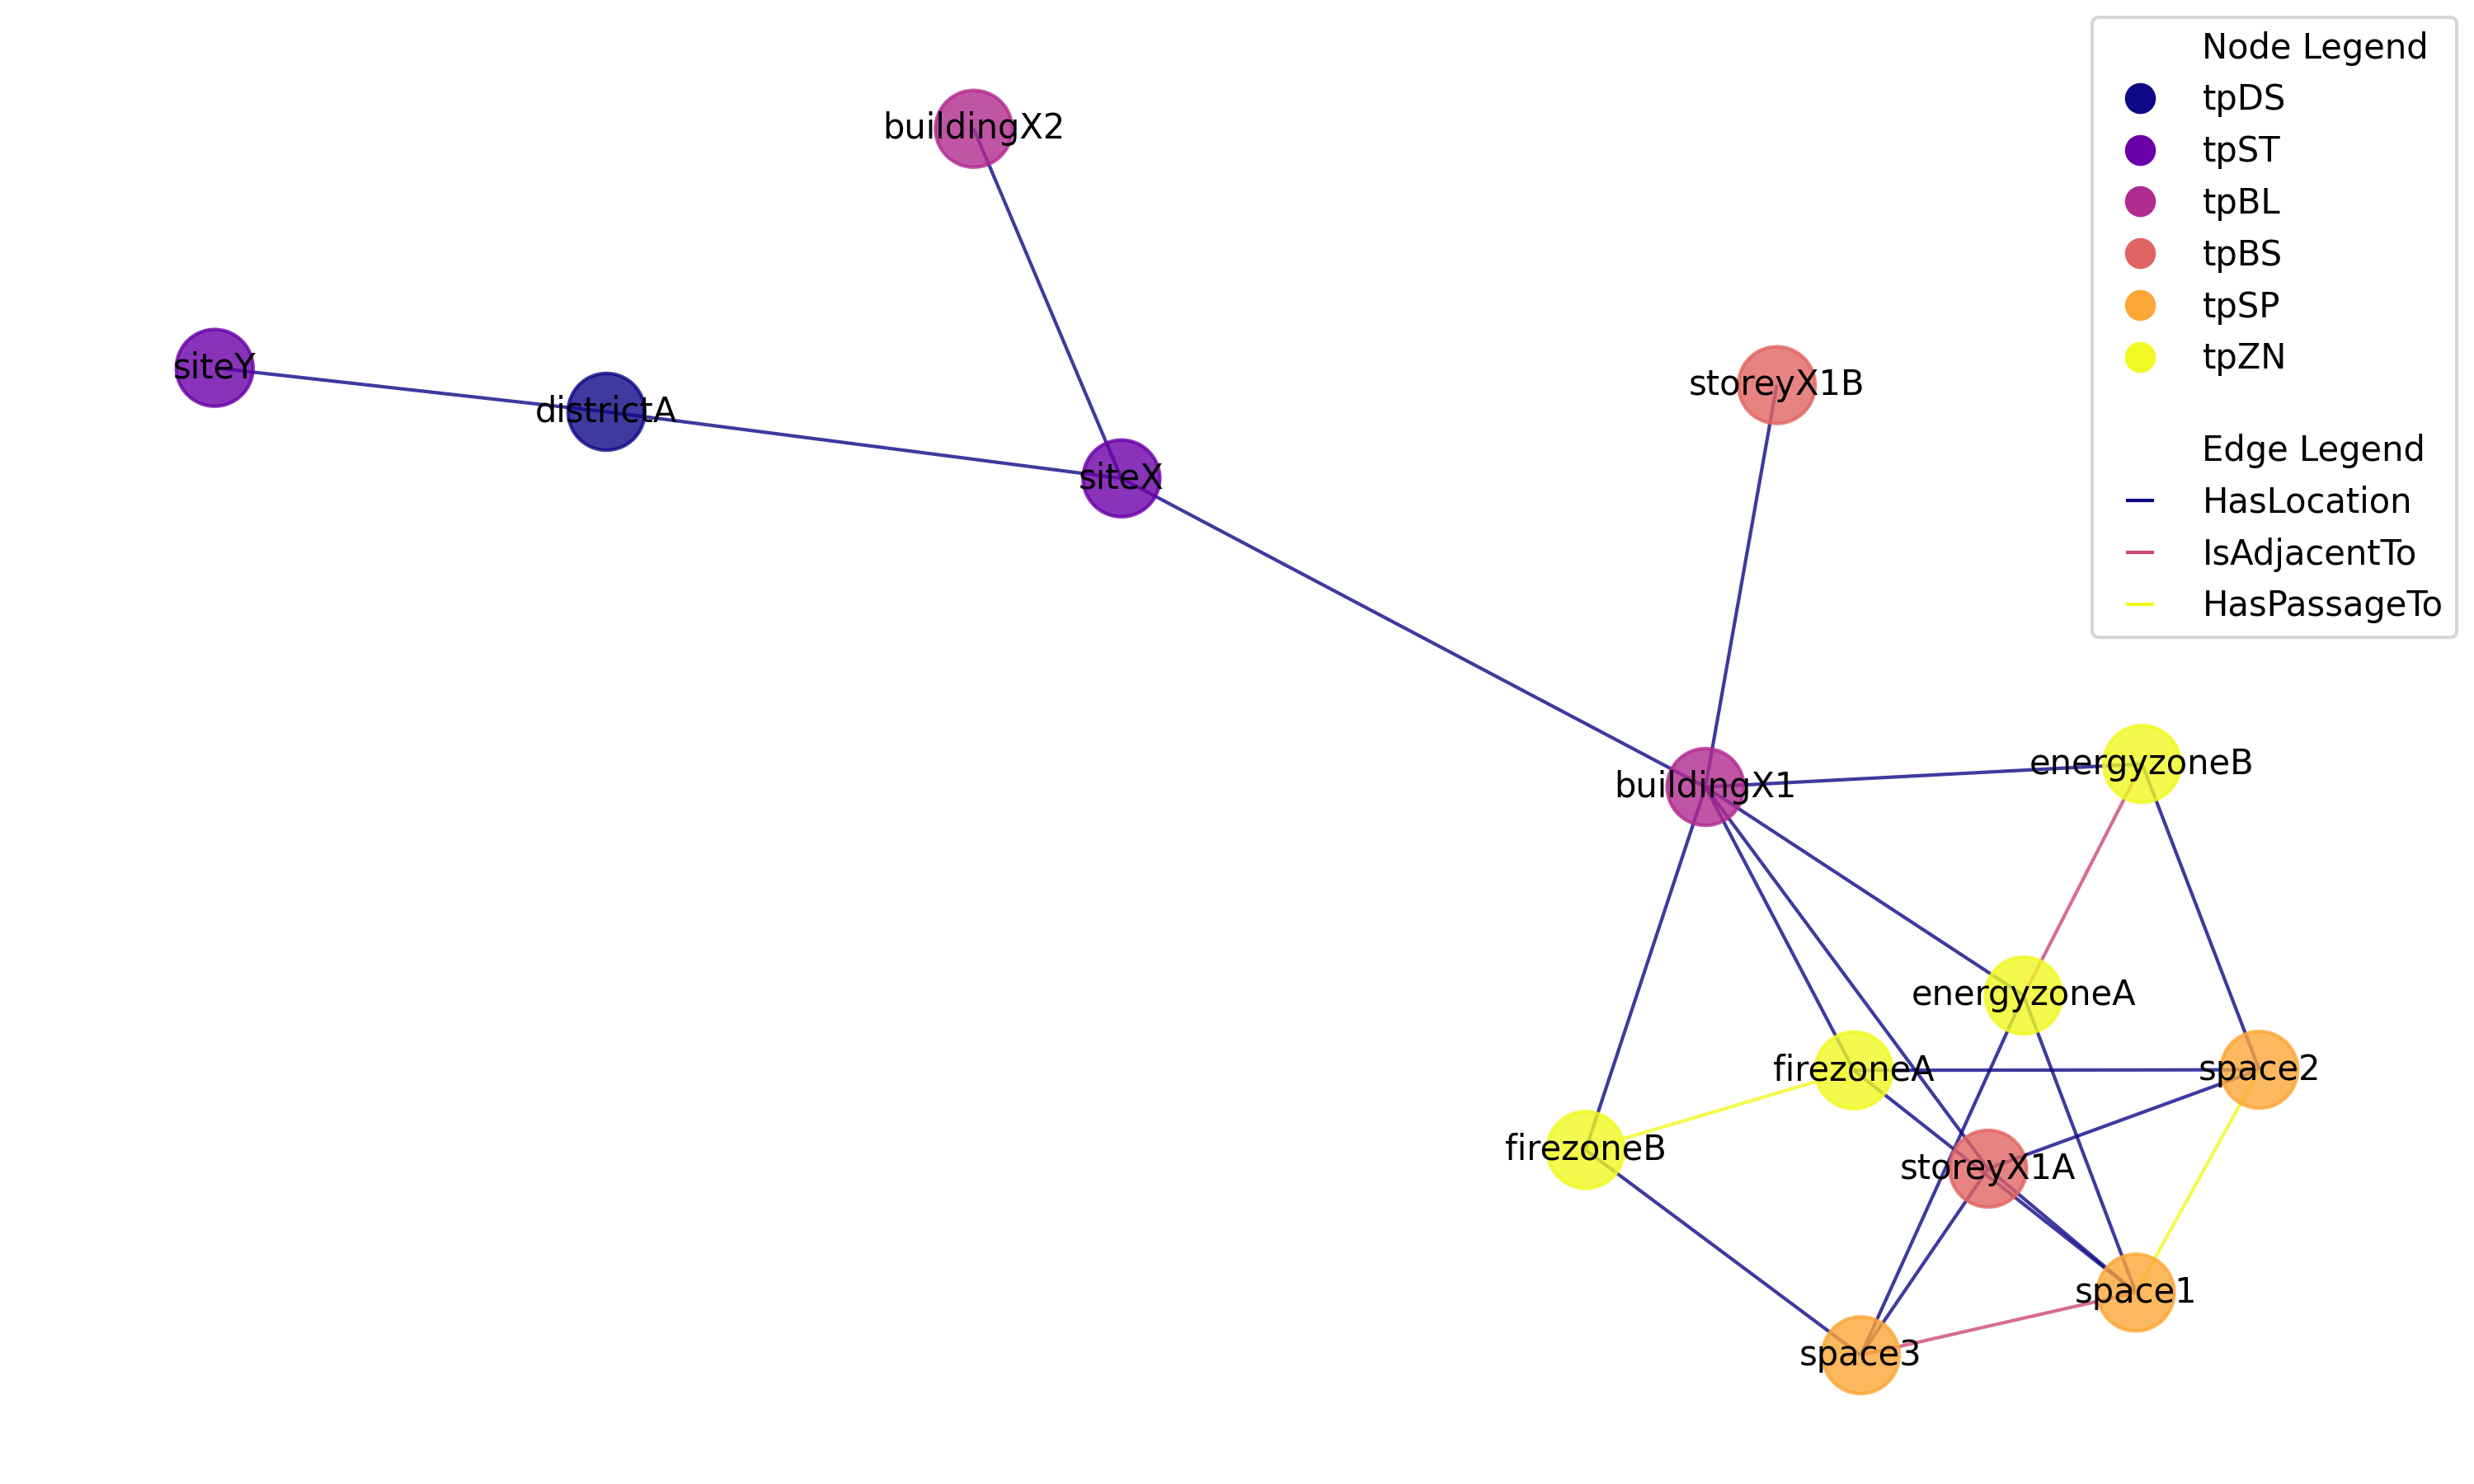 Node Legend
tpDS
tpST
tpBL
tpBS
tpSP
tpZN
Edge Legend
HasLocation
IsAdjacentTo
HasPassageTo
buildingX2
siteY
districtA
siteX
storeyX1B
buildingX1
energyzoneB
energyzoneA
firezoneA
space2
firezoneB
storeyX1A
space1
space3